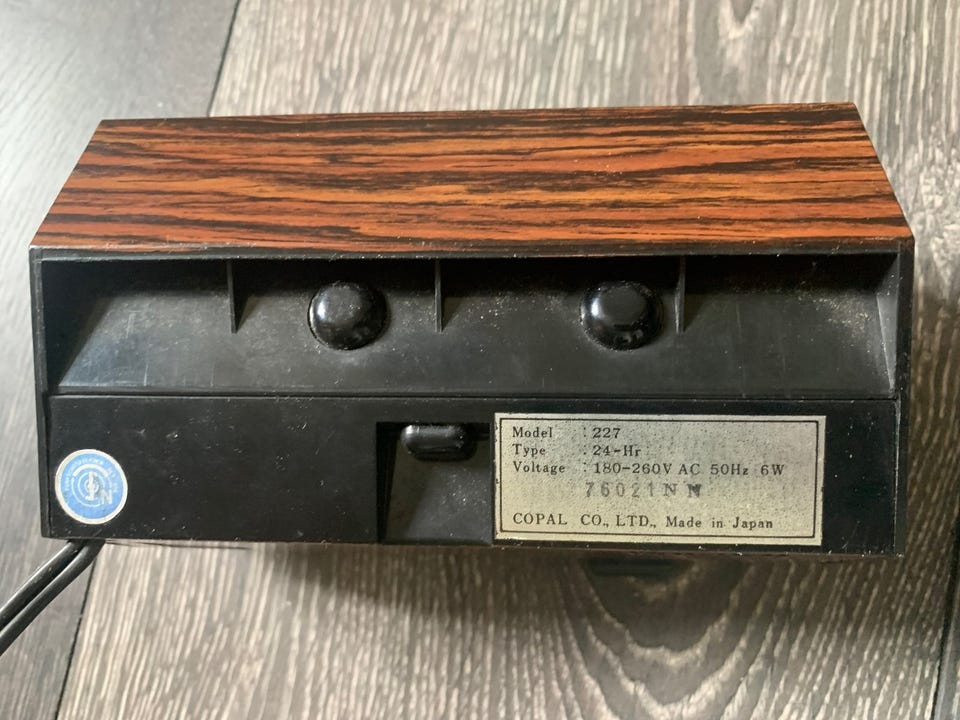 Model : 227
Type : 24-Hr
Voltage : 180-260V AC 50Hz 6W
76021NN
COPAL CO., LTD., Made in Japan